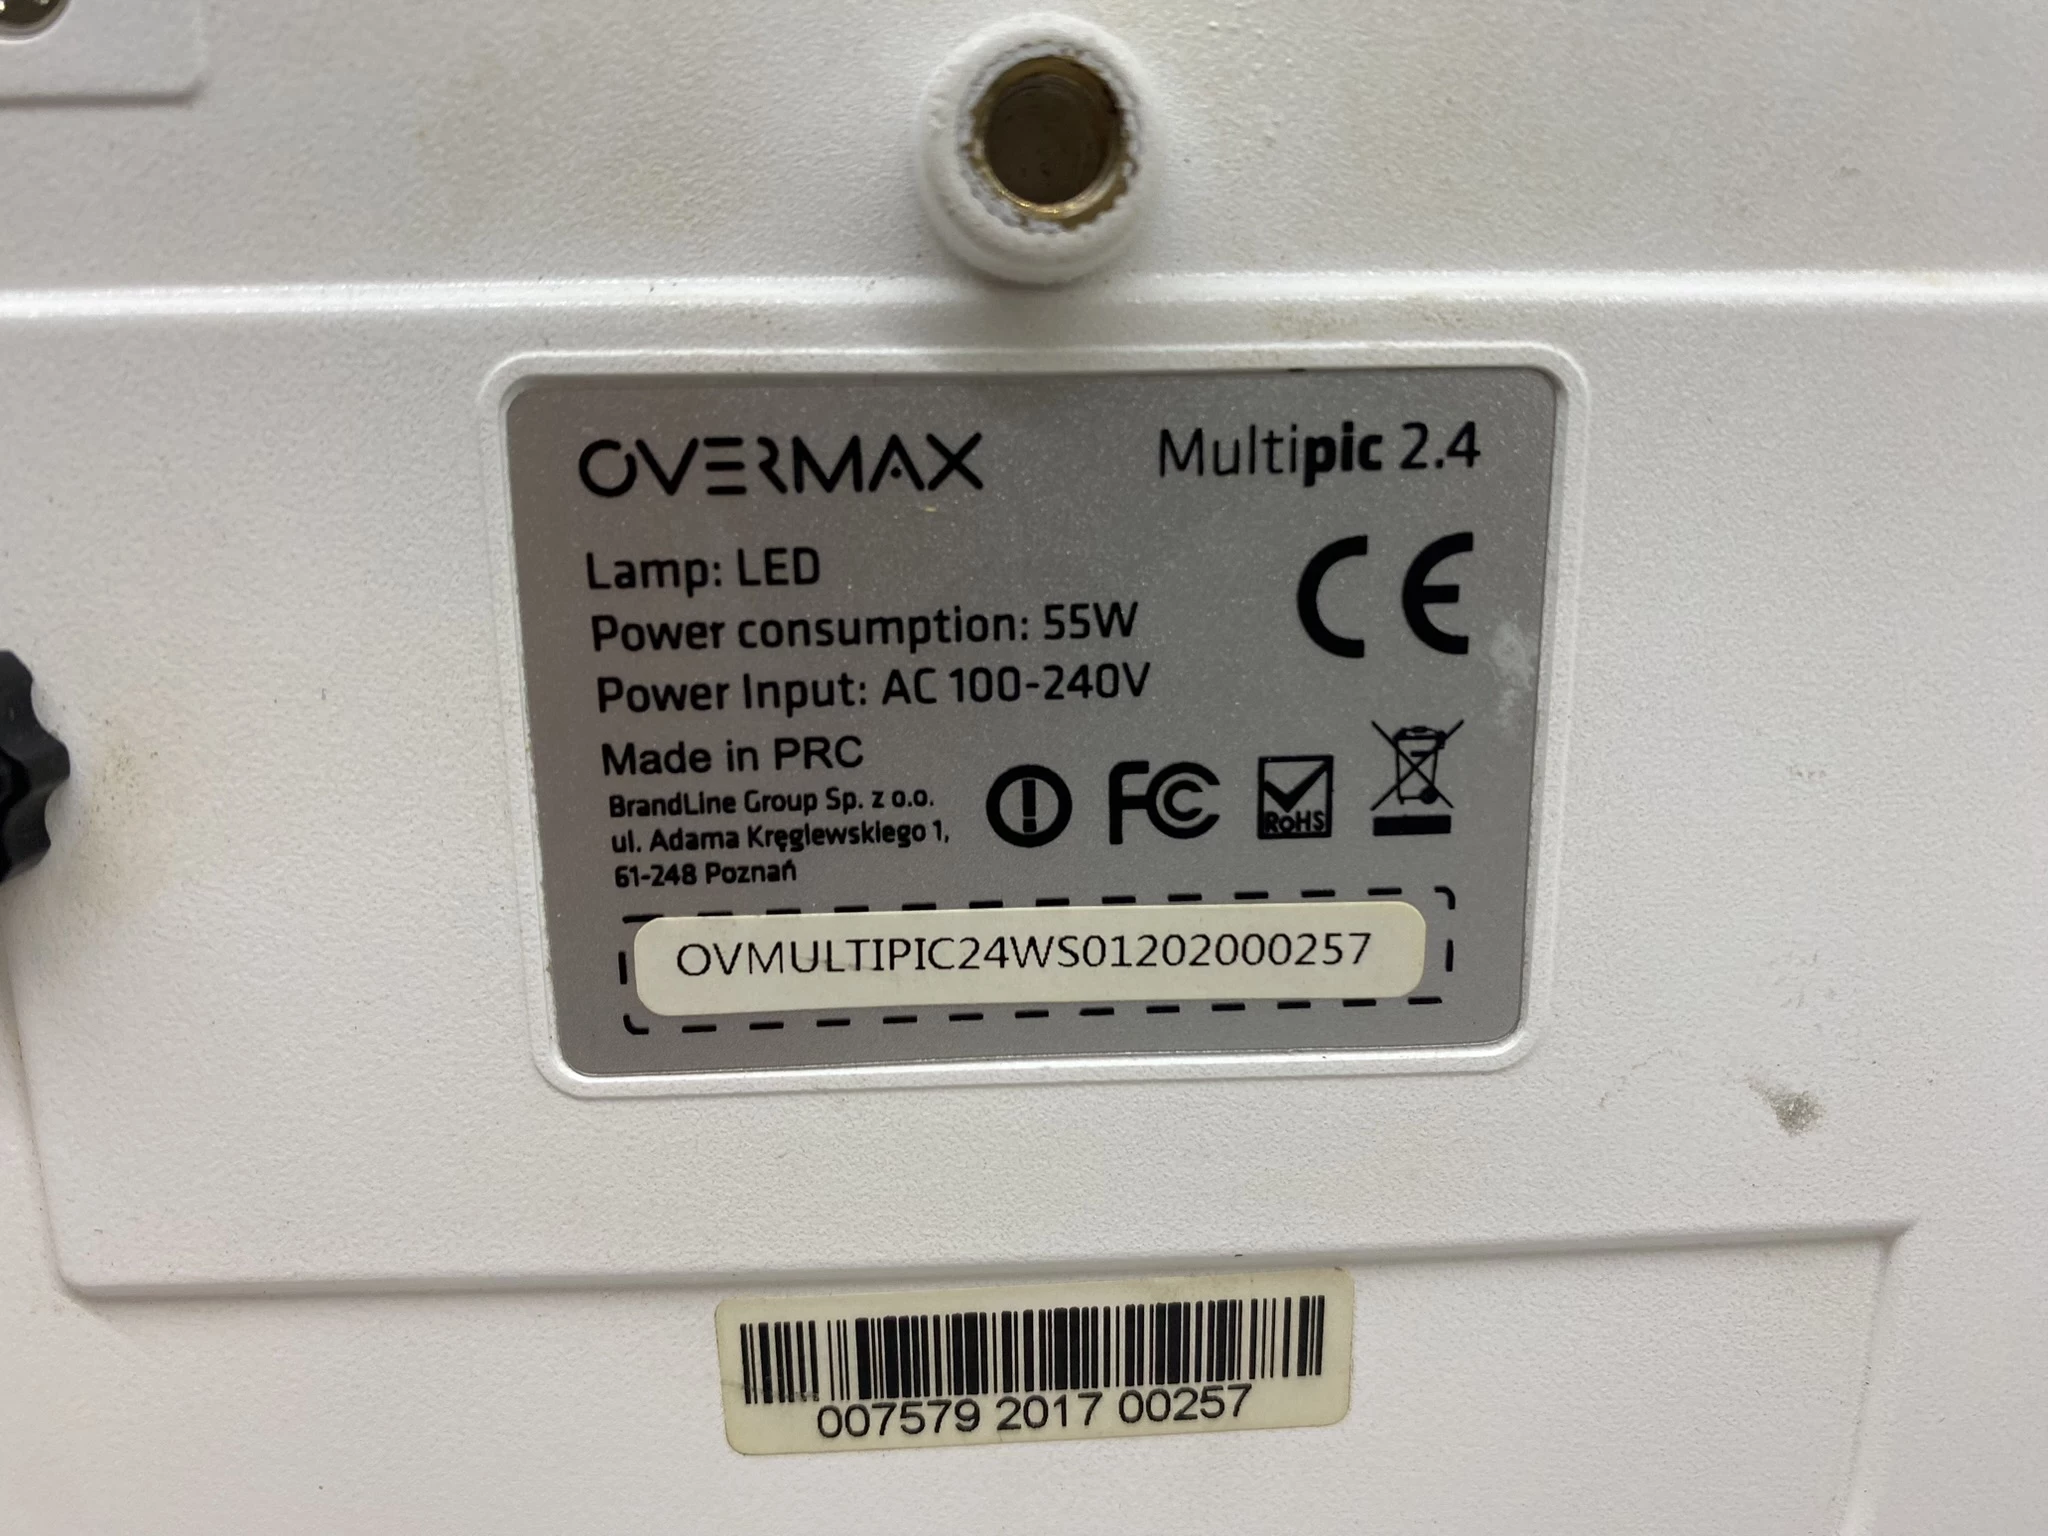 OVERMAX
Multipic 2.4
Lamp: LED
Power consumption: 55W
Power Input: AC 100-240V
CE
Made in PRC
BrandLine Group Sp. z o.o.
ul. Adama Kręglewskiego 1,
61-248 Poznań
FC
RoHS
OVMULTIPIC24WS01202000257
007579 2017 00257